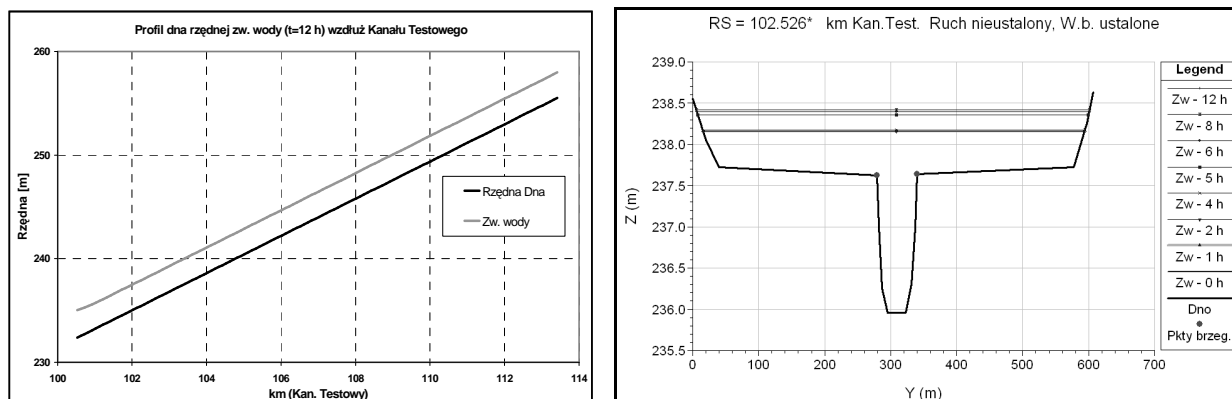 Profil dna rzędnej zw. wody (t=12 h) wzdłuż Kanału Testowego
260
250
240
230
Rzędna [m]
Rzędna Dna
Zw. wody
100
102
104
106
108
110
112
114
km (Kan. Testowy)
RS = 102.526* km Kan.Test. Ruch nieustalony, W.b. ustalone
239.0
238.5
238.0
237.5
237.0
236.5
236.0
235.5
Z (m)
0
100
200
300
400
500
600
700
Y (m)
Legend
Zw - 12 h
Zw - 8 h
Zw - 6 h
Zw - 5 h
Zw - 4 h
Zw - 2 h
Zw - 1 h
Zw - 0 h
Dno
Pkty brzeg.